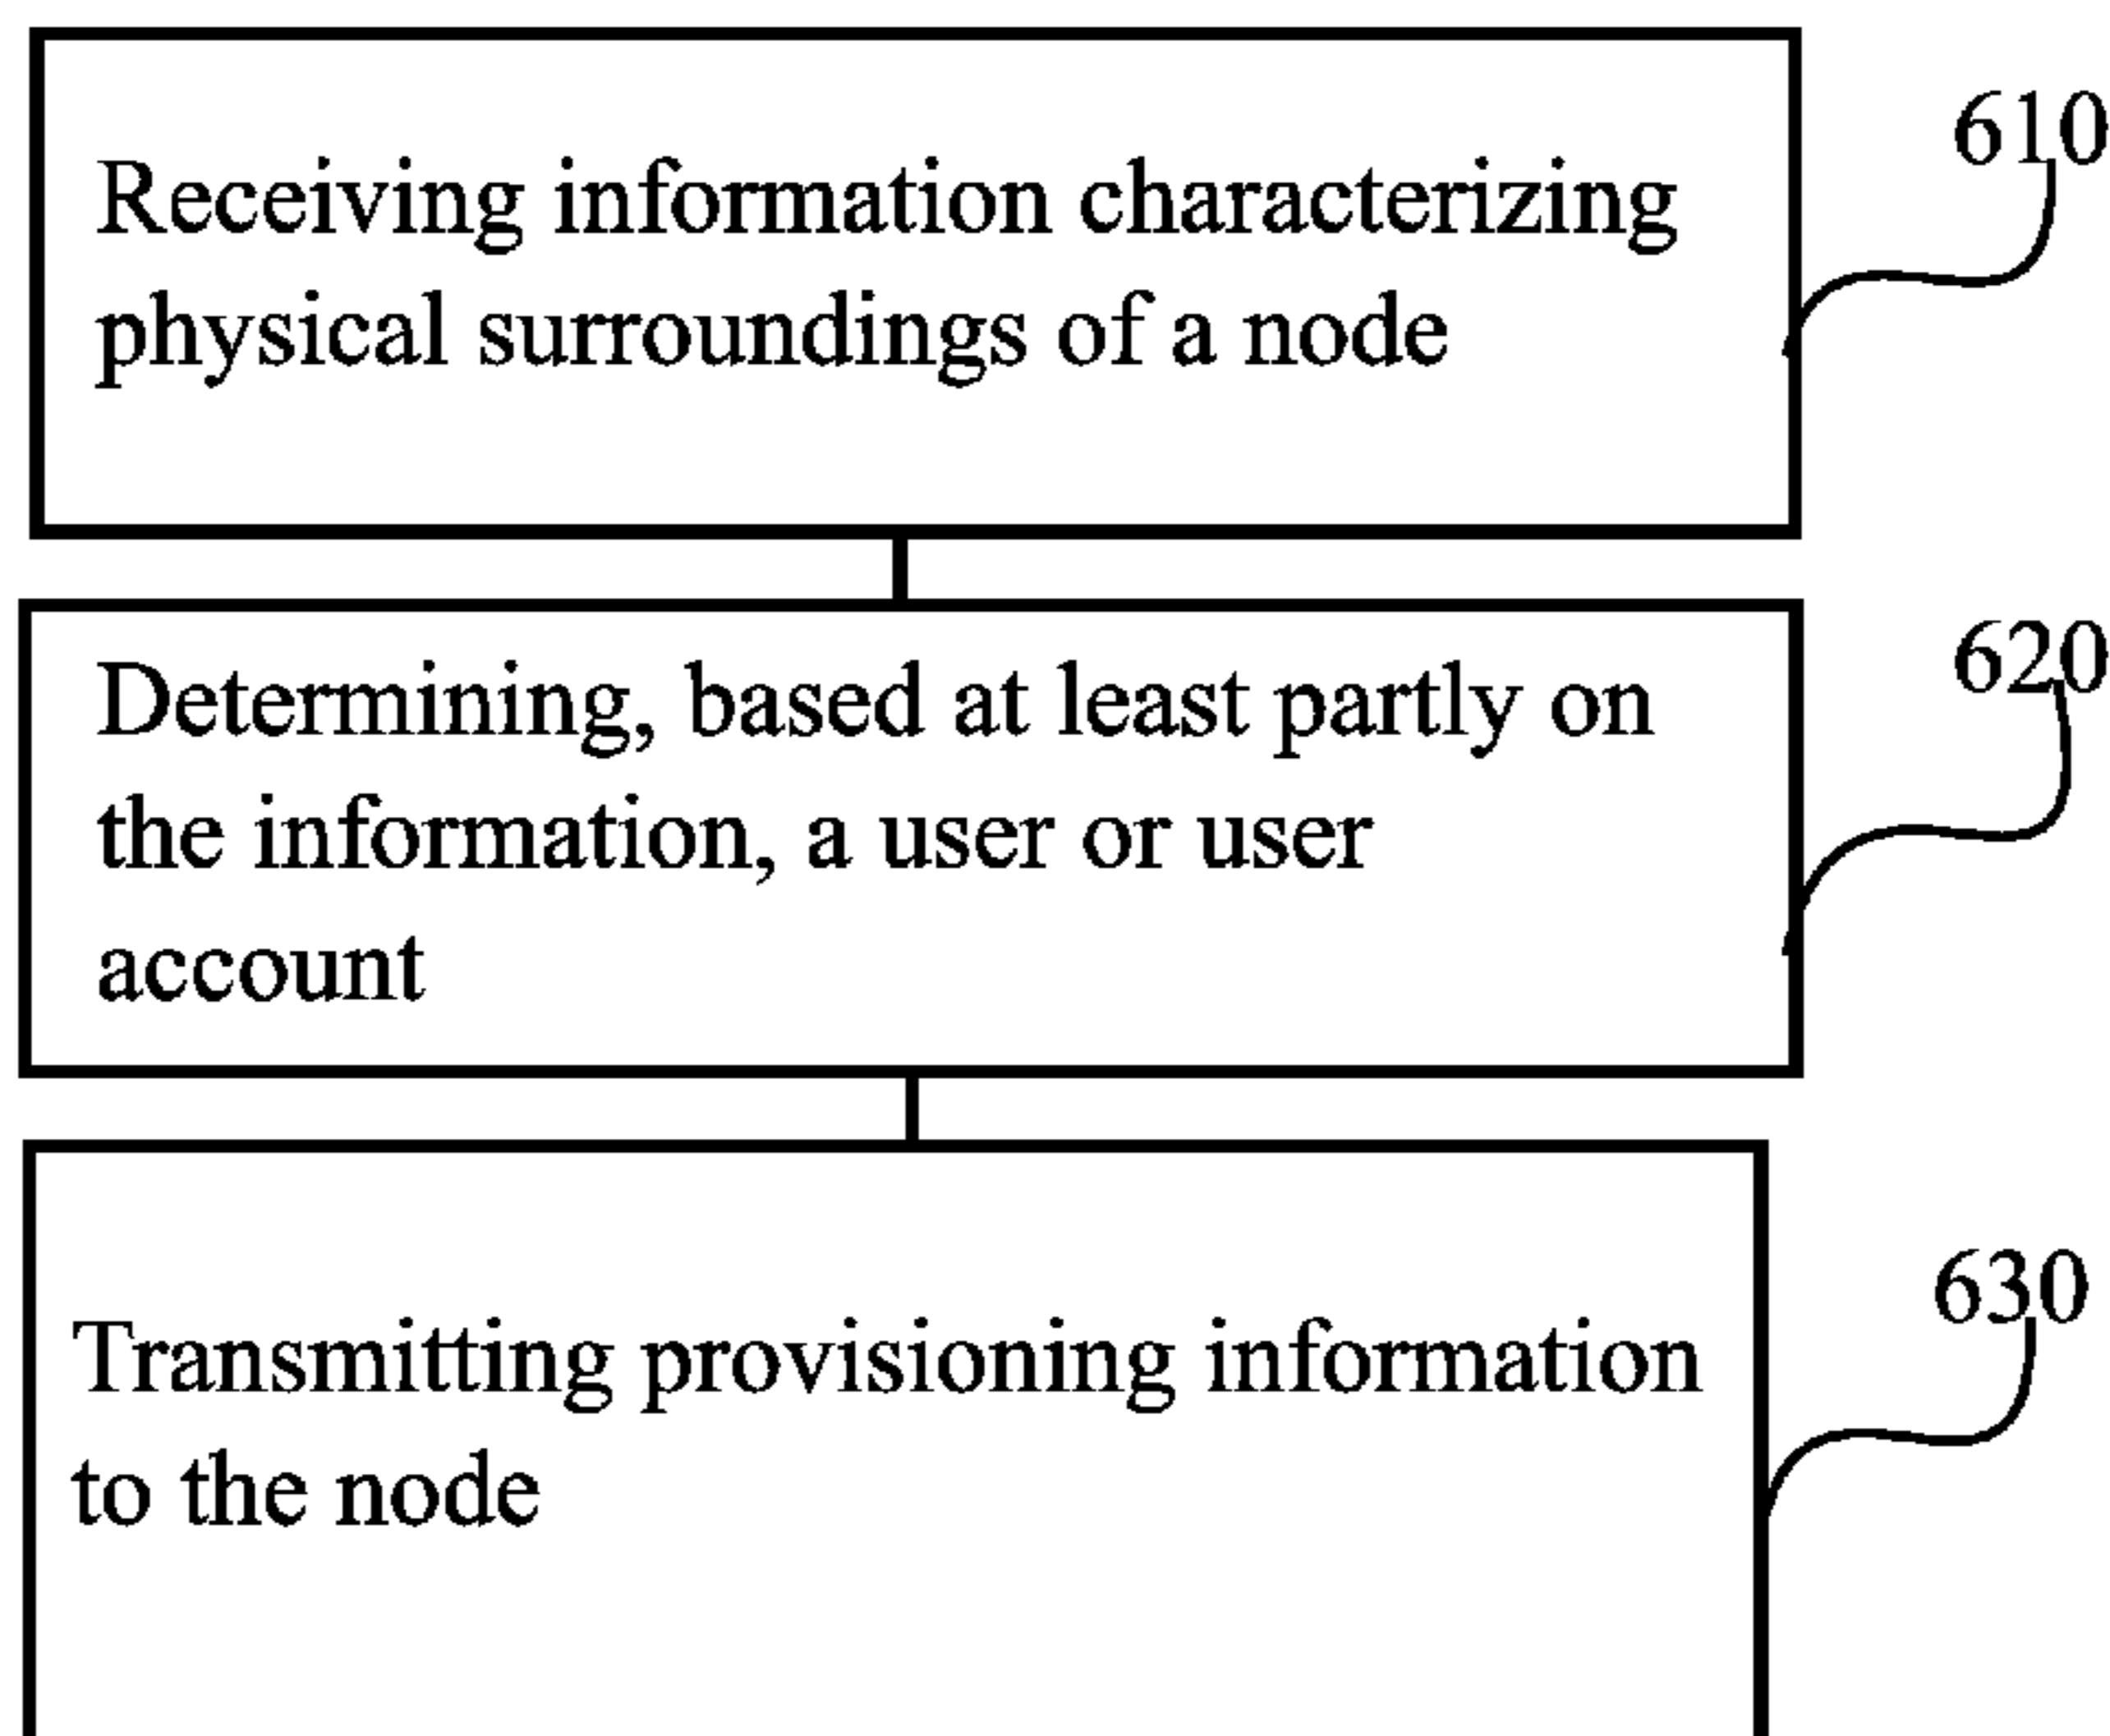 610
Receiving information characterizing
physical surroundings of a node
620
Determining, based at least partly on
the information, a user or user
account
630
Transmitting provisioning information
to the node